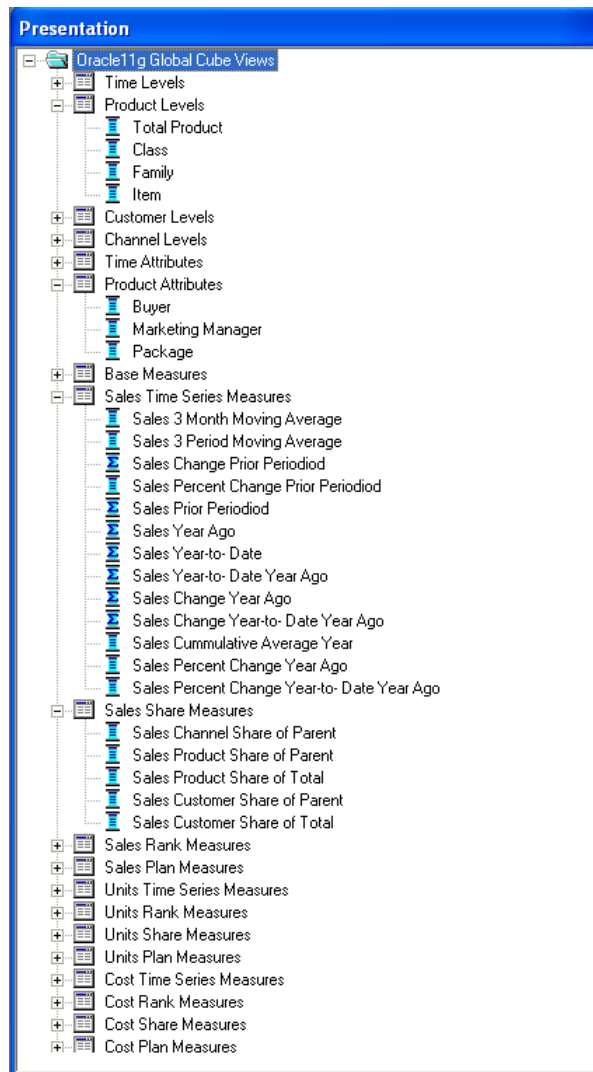 Presentation
Oracle11g Global Cube Views
Time Levels
Product Levels
Total Product
Class
Family
Item
Customer Levels
Channel Levels
Time Attributes
Product Attributes
Buyer
Marketing Manager
Package
Base Measures
Sales Time Series Measures
Sales 3 Month Moving Average
Sales 3 Period Moving Average
Sales Change Prior Periodiod
Sales Percent Change Prior Periodiod
Sales Prior Periodiod
Sales Year Ago
Sales Year-to- Date
Sales Year-to- Date Year Ago
Sales Change Year Ago
Sales Change Year-to- Date Year Ago
Sales Cummulative Average Year
Sales Percent Change Year Ago
Sales Percent Change Year-to- Date Year Ago
Sales Share Measures
Sales Channel Share of Parent
Sales Product Share of Parent
Sales Product Share of Total
Sales Customer Share of Parent
Sales Customer Share of Total
Sales Rank Measures
Sales Plan Measures
Units Time Series Measures
Units Rank Measures
Units Share Measures
Units Plan Measures
Cost Time Series Measures
Cost Rank Measures
Cost Share Measures
Cost Plan Measures